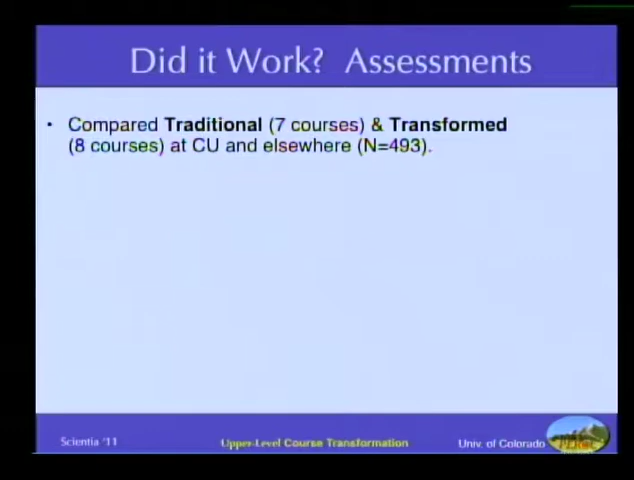 Did it Work? Assessments
• Compared Traditional (7 courses) & Transformed
(8 courses) at CU and elsewhere (N=493).
Scientia '11
Upper-Level Course Transformation
Univ. of Colorado